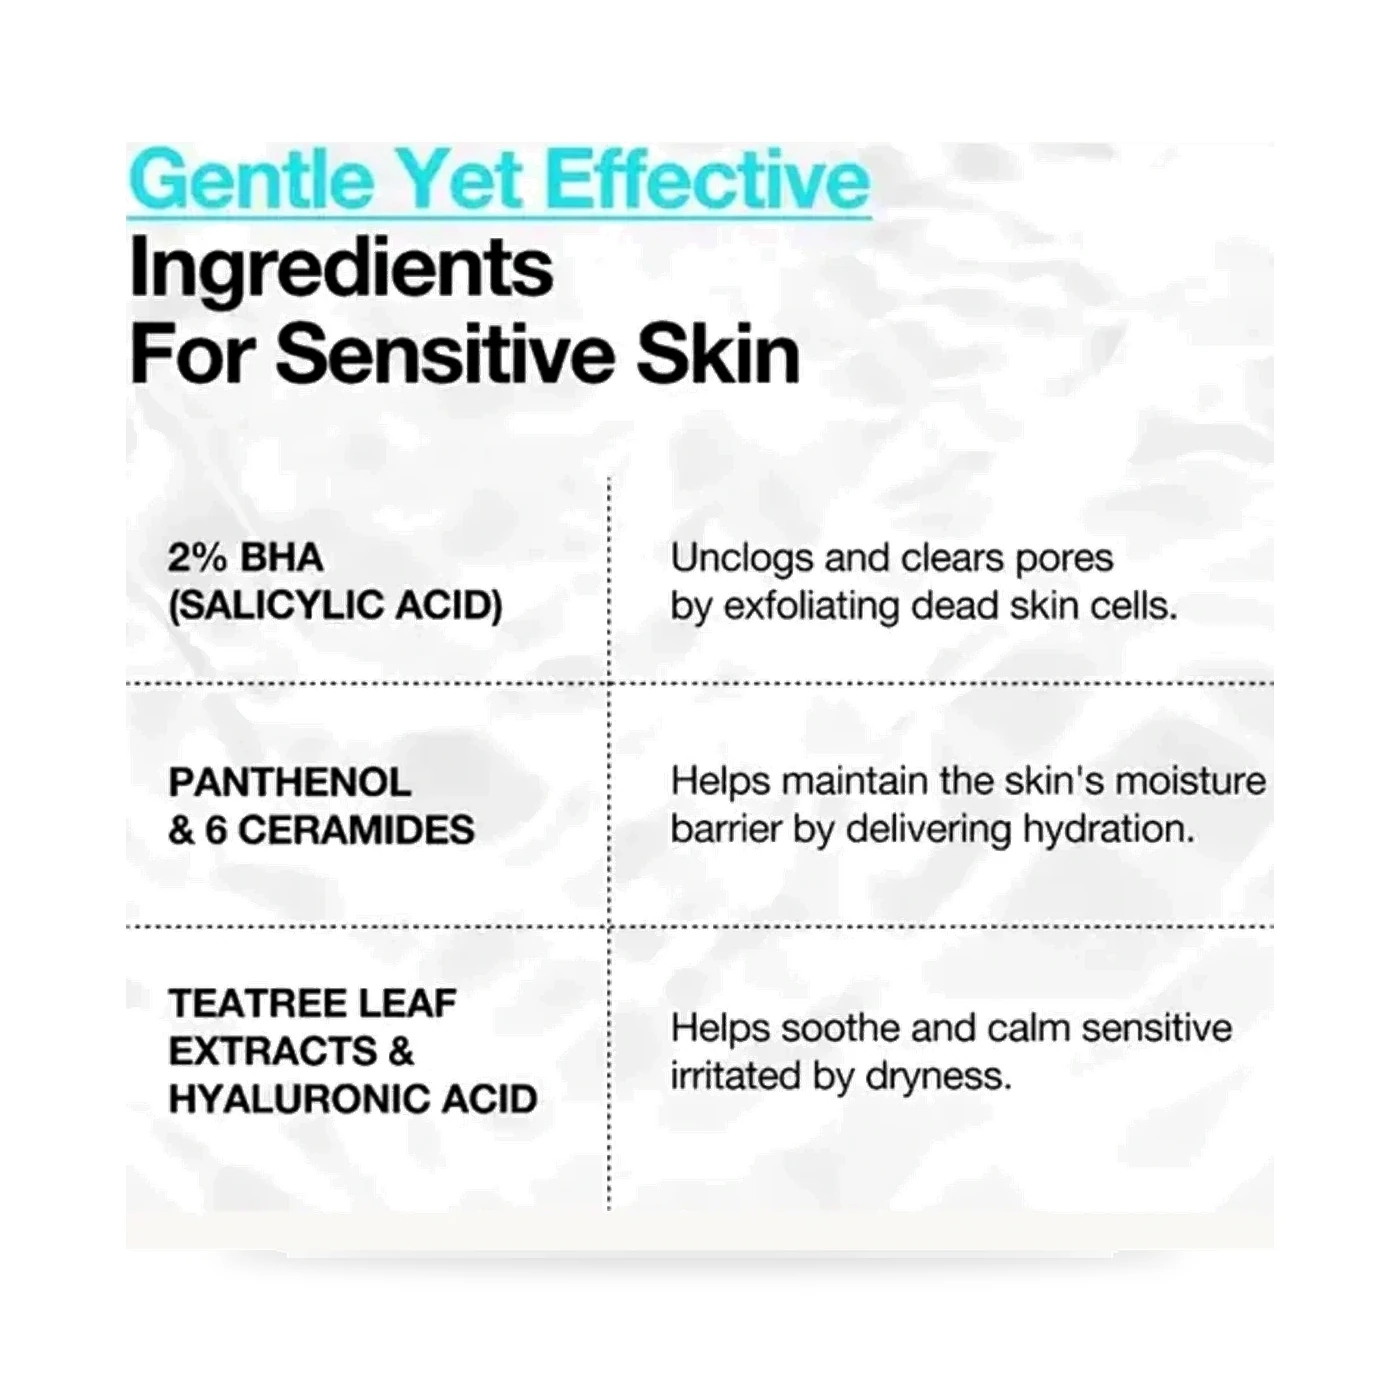 Gentle Yet Effective
Ingredients
For Sensitive Skin
2% BHA
(SALICYLIC ACID)
Unclogs and clears pores
by exfoliating dead skin cells.
PANTHENOL
& 6 CERAMIDES
Helps maintain the skin's moisture
barrier by delivering hydration.
TEATREE LEAF
EXTRACTS &
HYALURONIC ACID
Helps soothe and calm sensitive
irritated by dryness.